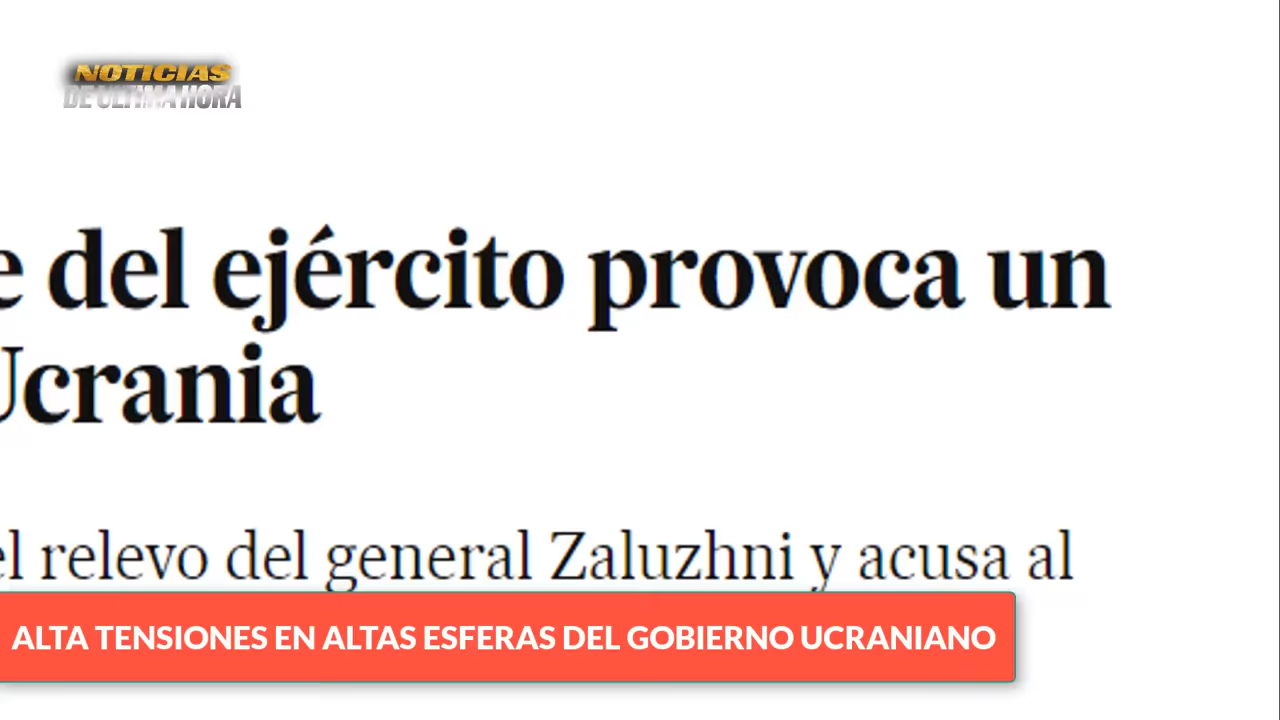 NOTICIAS
DE ULTIMA HORA
e del ejército provoca un
Ucrania
el relevo del general Zaluzhni y acusa al
ALTA TENSIONES EN ALTAS ESFERAS DEL GOBIERNO UCRANIANO